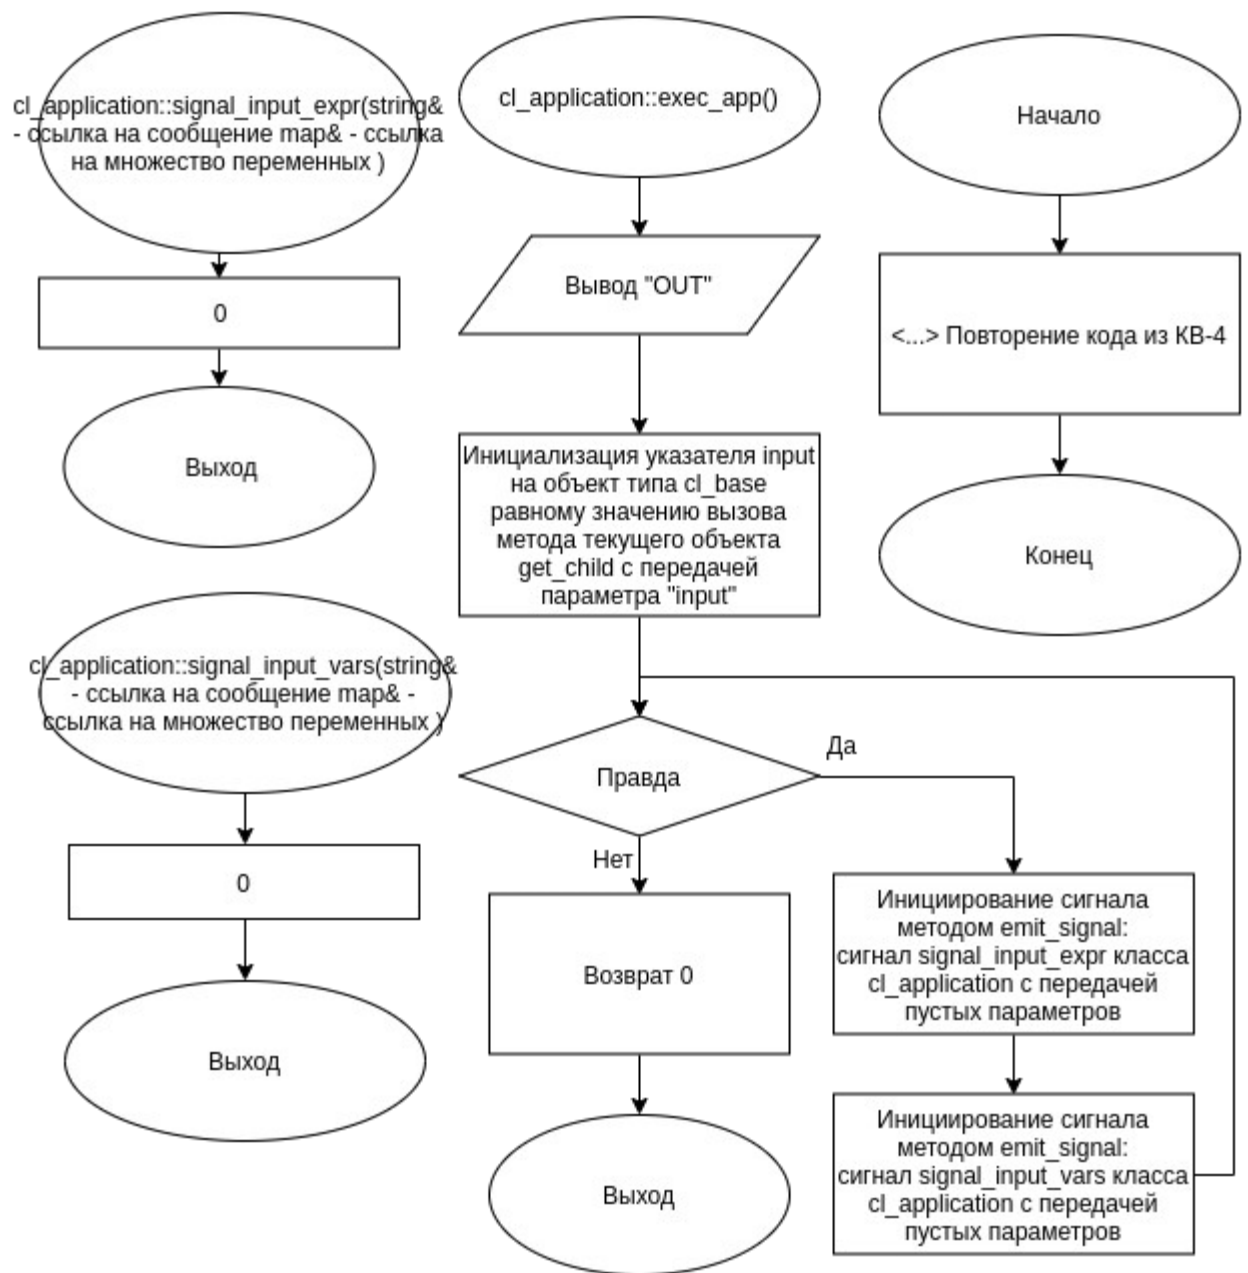 cl_application::signal_input_expr(string&
- ссылка на сообщение map& - ссылка
на множество переменных )
0
Выход
cl_application::signal_input_vars(string&
- ссылка на сообщение map& -
ссылка на множество переменных )
0
Выход
cl_application::exec_app()
Вывод "OUT"
Инициализация указателя input
на объект типа cl_base
равному значению вызова
метода текущего объекта
get_child с передачей
параметра "input"
Правда
Да
Нет
Возврат 0
Выход
Инициирование сигнала
методом emit_signal:
сигнал signal_input_expr класса
cl_application с передачей
пустых параметров
Инициирование сигнала
методом emit_signal:
сигнал signal_input_vars класса
cl_application с передачей
пустых параметров
Начало
<...> Повторение кода из КВ-4
Конец